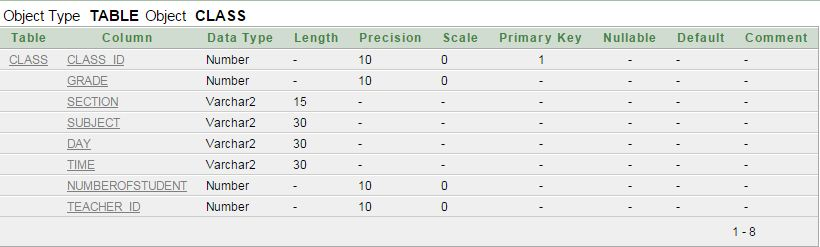 Object Type TABLE Object CLASS
Table Column Data Type Length Precision Scale Primary Key Nullable Default Comment
CLASS CLASS_ID Number - 10 0 1 - - -
GRADE Number - 10 0 - - - -
SECTION Varchar2 15 - - - - - -
SUBJECT Varchar2 30 - - - - - -
DAY Varchar2 30 - - - - - -
TIME Varchar2 30 - - - - - -
NUMBEROFSTUDENT Number - 10 0 - - - -
TEACHER_ID Number - 10 0 - - - -
1 - 8